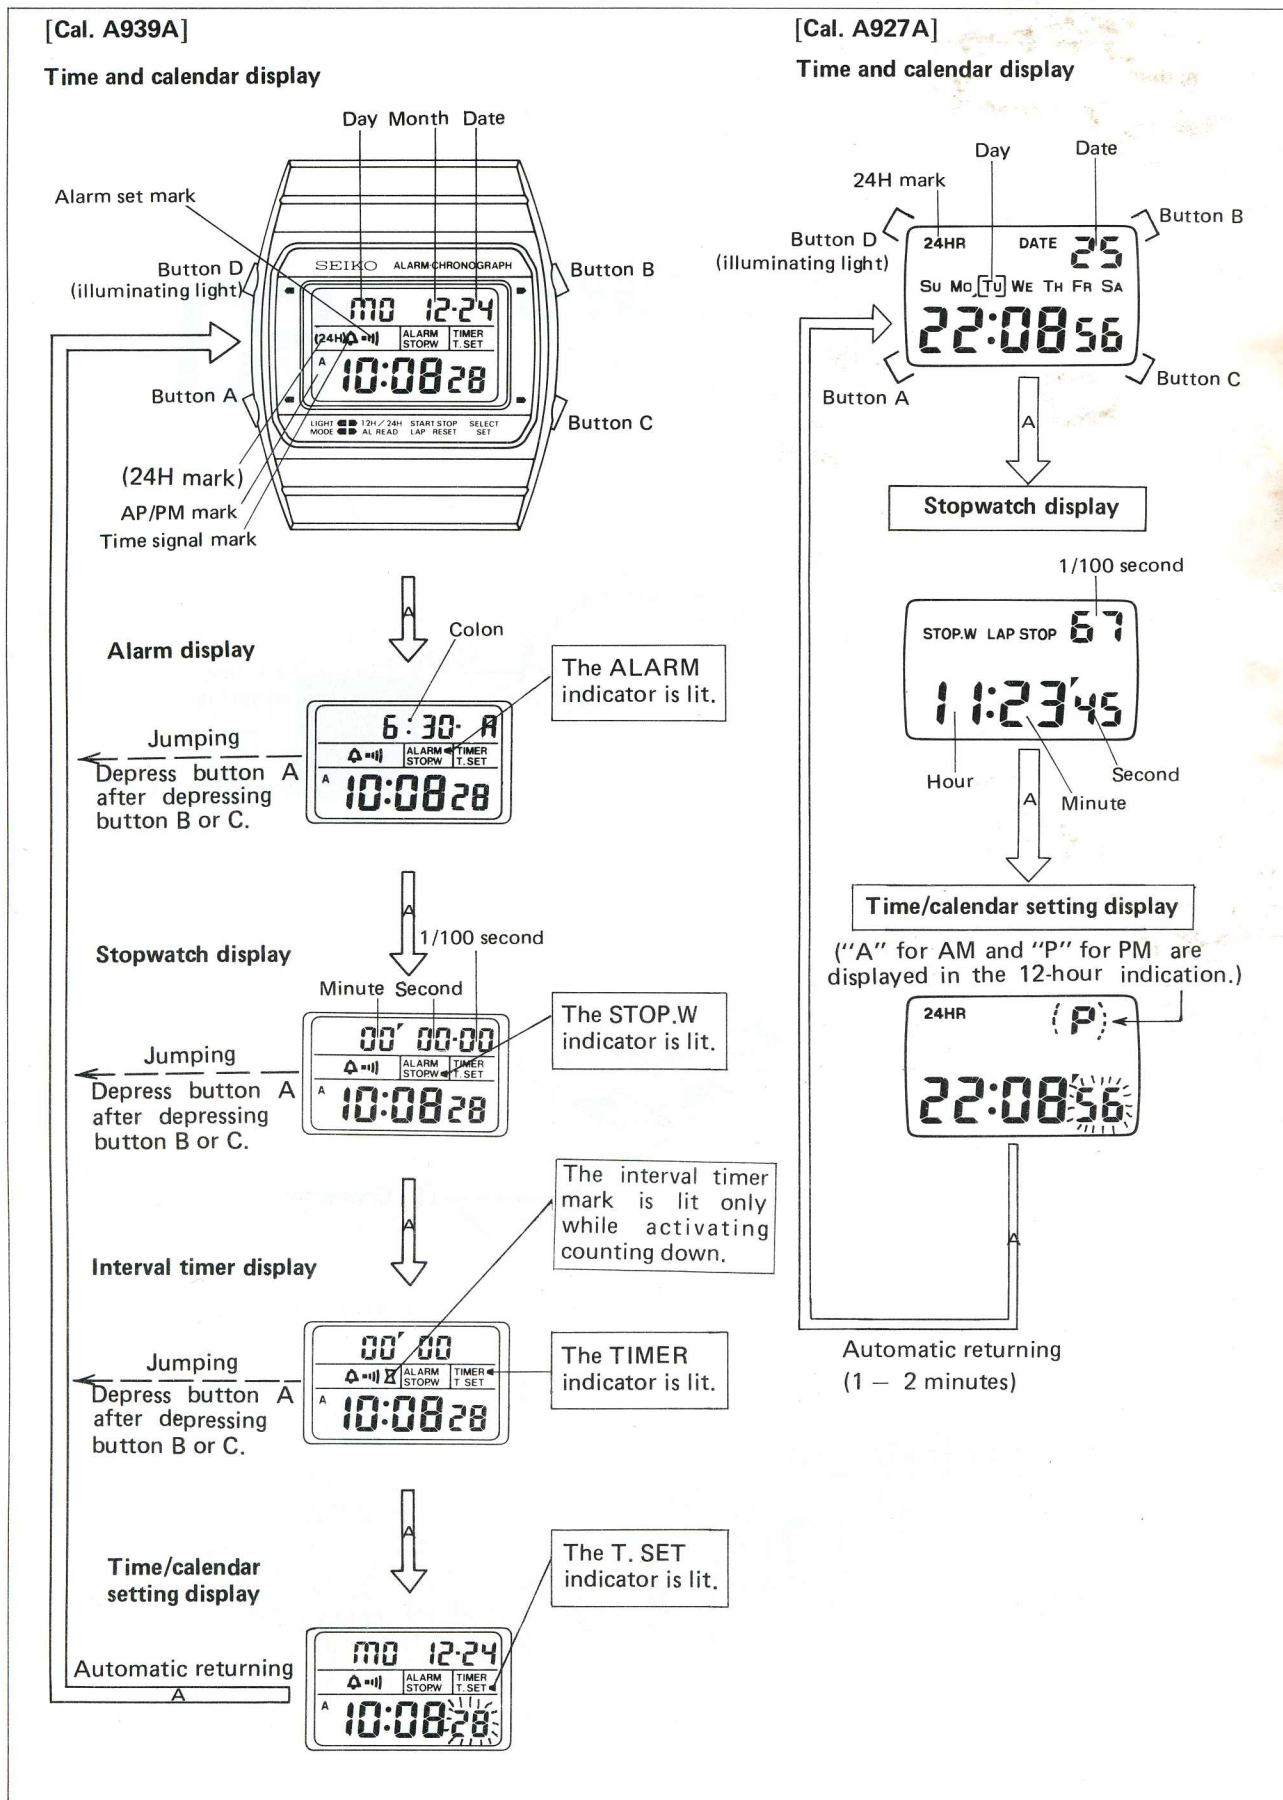 [Cal. A939A]
Time and calendar display
Day Month Date
Alarm set mark
Button D
(illuminating light)
Button B
SEIKO ALARM·CHRONOGRAPH
MO 12·24
(24H) ALARM STOP.W TIMER T.SET
A 10:08 28
Button A
Button C
LIGHT 12H/24H START STOP SELECT
MODE AL READ LAP RESET SET
(24H mark)
AP/PM mark
Time signal mark
A
Alarm display
Colon
The ALARM
indicator is lit.
6:30· A
ALARM TIMER
STOP.W T.SET
A 10:08 28
Jumping
Depress button A
after depressing
button B or C.
A
Stopwatch display
1/100 second
Minute Second
The STOP.W
indicator is lit.
00′ 00·00
ALARM TIMER
STOP.W T.SET
A 10:08 28
Jumping
Depress button A
after depressing
button B or C.
A
The interval timer
mark is lit only
while activating
counting down.
Interval timer display
The TIMER
indicator is lit.
00′ 00
ALARM TIMER
STOP.W T SET
A 10:08 28
Jumping
Depress button A
after depressing
button B or C.
A
Time/calendar
setting display
The T. SET
indicator is lit.
MO 12·24
ALARM TIMER
STOP.W T.SET
A 10:08 28
Automatic returning
A
[Cal. A927A]
Time and calendar display
Day Date
24H mark
Button D
(illuminating light)
Button B
24HR DATE 25
SU MO TU WE TH FR SA
22:08 56
Button A
Button C
A
Stopwatch display
1/100 second
STOP.W LAP STOP 67
11:23′45
Hour
Minute
Second
A
Time/calendar setting display
("A" for AM and "P" for PM are
displayed in the 12-hour indication.)
24HR (P)
22:08′56
A
Automatic returning
(1 – 2 minutes)